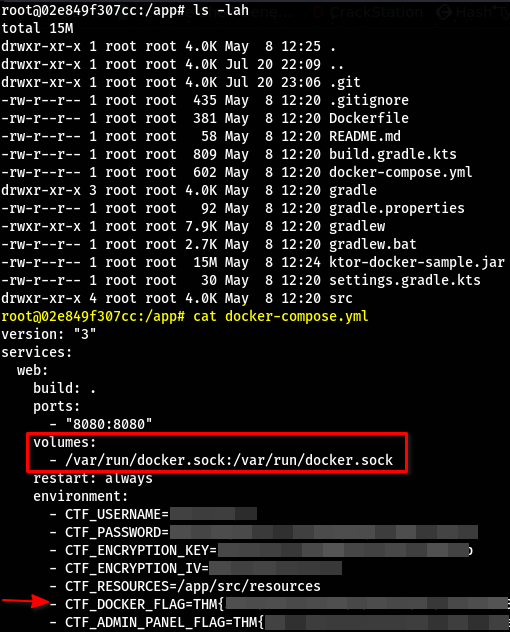 root@02e849f307cc:/app# ls -lah
total 15M
drwxr-xr-x 1 root root 4.0K May  8 12:25 .
drwxr-xr-x 1 root root 4.0K Jul 20 22:09 ..
drwxr-xr-x 1 root root 4.0K Jul 20 23:06 .git
-rw-r--r-- 1 root root  435 May  8 12:20 .gitignore
-rw-r--r-- 1 root root  381 May  8 12:20 Dockerfile
-rw-r--r-- 1 root root   58 May  8 12:20 README.md
-rw-r--r-- 1 root root  809 May  8 12:20 build.gradle.kts
-rw-r--r-- 1 root root  602 May  8 12:20 docker-compose.yml
drwxr-xr-x 3 root root 4.0K May  8 12:20 gradle
-rw-r--r-- 1 root root   92 May  8 12:20 gradle.properties
-rwxr-xr-x 1 root root 7.9K May  8 12:20 gradlew
-rw-r--r-- 1 root root 2.7K May  8 12:20 gradlew.bat
-rw-r--r-- 1 root root  15M May  8 12:24 ktor-docker-sample.jar
-rw-r--r-- 1 root root   30 May  8 12:20 settings.gradle.kts
drwxr-xr-x 4 root root 4.0K May  8 12:20 src
root@02e849f307cc:/app# cat docker-compose.yml
version: "3"
services:
  web:
    build: .
    ports:
      - "8080:8080"
    volumes:
      - /var/run/docker.sock:/var/run/docker.sock
    restart: always
    environment:
      - CTF_USERNAME=
      - CTF_PASSWORD=
      - CTF_ENCRYPTION_KEY=
      - CTF_ENCRYPTION_IV=
      - CTF_RESOURCES=/app/src/resources
      - CTF_DOCKER_FLAG=THM{
      - CTF_ADMIN_PANEL_FLAG=THM{